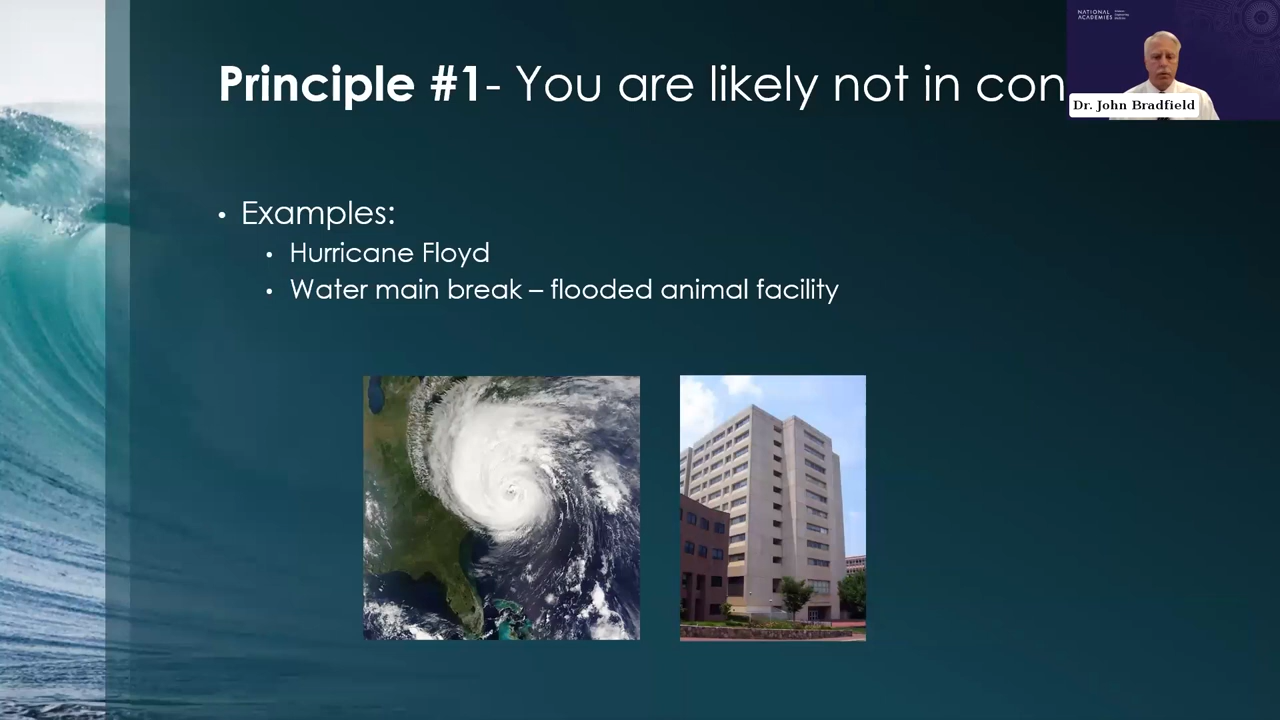 Principle #1- You are likely not in con
NATIONAL
ACADEMIES
Dr. John Bradfield
• Examples:
• Hurricane Floyd
• Water main break – flooded animal facility